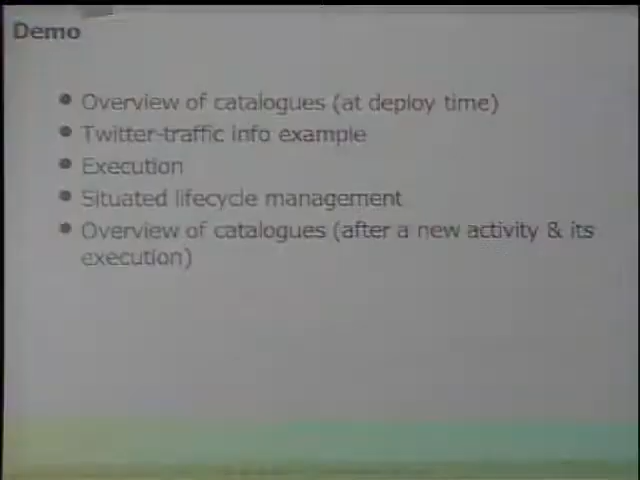 Demo
Overview of catalogues (at deploy time)
Twitter-traffic info example
Execution
Situated lifecycle management
Overview of catalogues (after a new activity & its
execution)